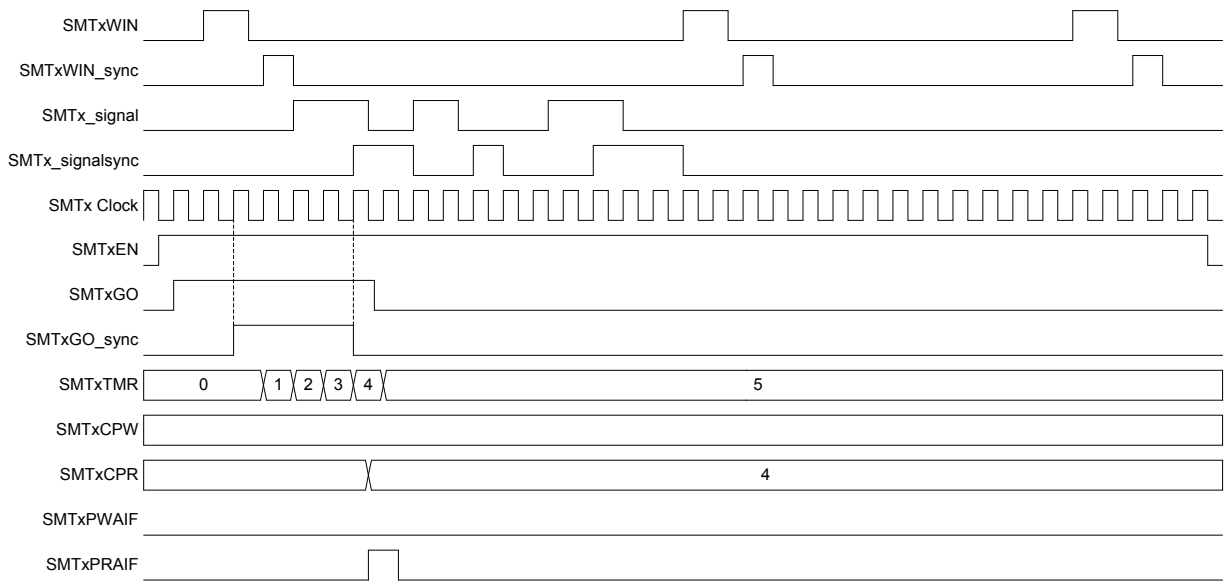 SMTxWIN
SMTxWIN_sync
SMTx_signal
SMTx_signalsync
SMTx Clock
SMTxEN
SMTxGO
SMTxGO_sync
SMTxTMR 0 1 2 3 4 5
SMTxCPW
SMTxCPR 4
SMTxPWAIF
SMTxPRAIF